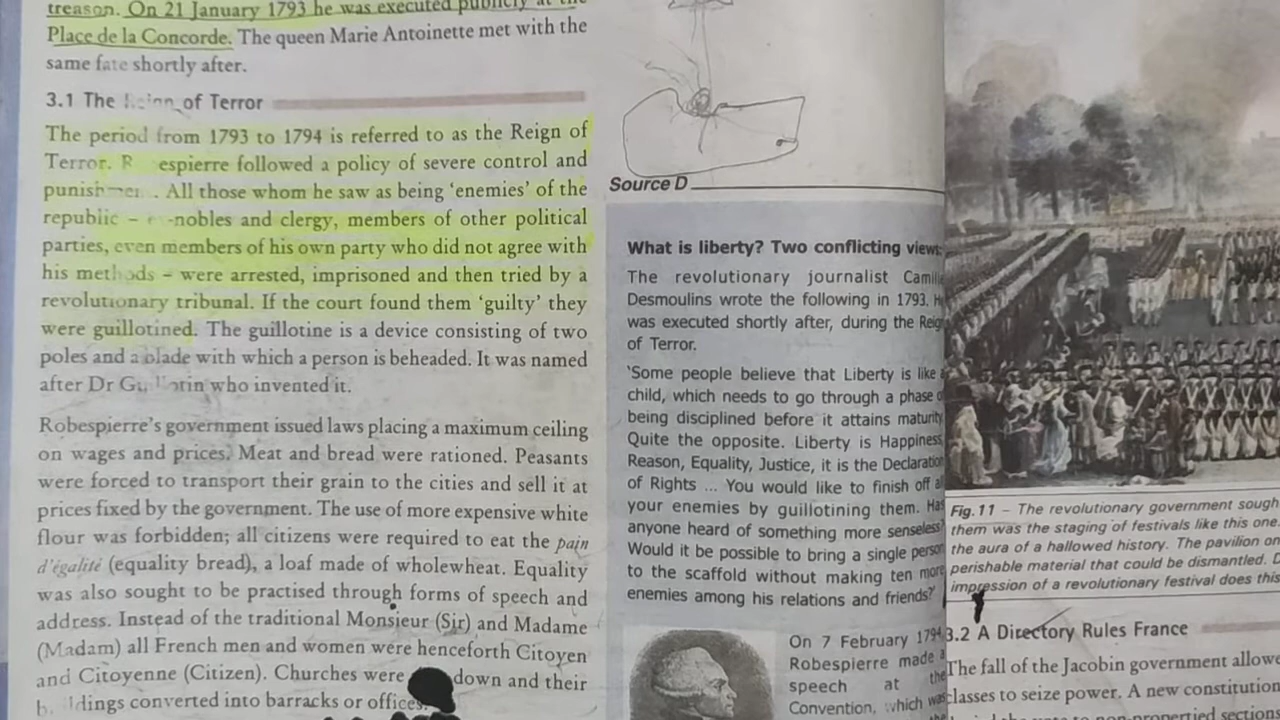 treason. On 21 January 1793 he was executed publicly at the
Place de la Concorde. The queen Marie Antoinette met with the
same fate shortly after.
3.1 The of Terror
The period from 1793 to 1794 is referred to as the Reign of
Terror. R espierre followed a policy of severe control and
. All those whom he saw as being ‘enemies’ of the
republic – -nobles and clergy, members of other political
parties, even members of his own party who did not agree with
his methods – were arrested, imprisoned and then tried by a
revolutionary tribunal. If the court found them ‘guilty’ they
were guillotined. The guillotine is a device consisting of two
poles and a blade with which a person is beheaded. It was named
after Dr who invented it.
Robespierre’s government issued laws placing a maximum ceiling
on wages and prices. Meat and bread were rationed. Peasants
were forced to transport their grain to the cities and sell it at
prices fixed by the government. The use of more expensive white
flour was forbidden; all citizens were required to eat the pain
d’égalité (equality bread), a loaf made of wholewheat. Equality
was also sought to be practised through forms of speech and
address. Instead of the traditional Monsieur (Sir) and Madame
(Madam) all French men and women were henceforth Citoyen
and Citoyenne (Citizen). Churches were down and their
ldings converted into barracks or offices.
Source D
What is liberty? Two conflicting views:
The revolutionary journalist Camille
Desmoulins wrote the following in 1793. He
was executed shortly after, during the Reign
of Terror.
‘Some people believe that Liberty is like a
child, which needs to go through a phase of
being disciplined before it attains maturity.
Quite the opposite. Liberty is Happiness,
Reason, Equality, Justice, it is the Declaration
of Rights ... You would like to finish off all
your enemies by guillotining them. Has
anyone heard of something more senseless?
Would it be possible to bring a single person
to the scaffold without making ten more
enemies among his relations and friends?’
On 7 February 1794
Robespierre made a
speech at the
Convention, which was
the
Fig.11 – The revolutionary government sough
them was the staging of festivals like this one.
the aura of a hallowed history. The pavilion on
perishable material that could be dismantled.
impression of a revolutionary festival does this
3.2 A Directory Rules France
The fall of the Jacobin government allowe
classes to seize power. A new constitution
non-propertied sections